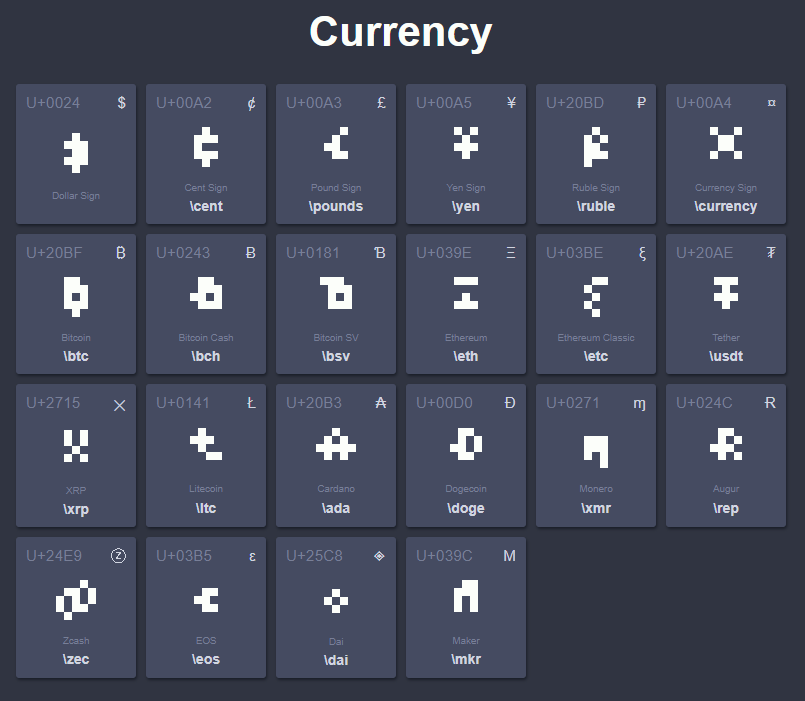 Currency
U+0024 $
Dollar Sign
U+00A2 ¢
Cent Sign
\cent
U+00A3 £
Pound Sign
\pounds
U+00A5 ¥
Yen Sign
\yen
U+20BD ₽
Ruble Sign
\ruble
U+00A4 ¤
Currency Sign
\currency
U+20BF ₿
Bitcoin
\btc
U+0243 Ƀ
Bitcoin Cash
\bch
U+0181 Ɓ
Bitcoin SV
\bsv
U+039E Ξ
Ethereum
\eth
U+03BE ξ
Ethereum Classic
\etc
U+20AE ₮
Tether
\usdt
U+2715 ✕
XRP
\xrp
U+0141 Ł
Litecoin
\ltc
U+20B3 ₳
Cardano
\ada
U+00D0 Ð
Dogecoin
\doge
U+0271 ɱ
Monero
\xmr
U+024C Ɍ
Augur
\rep
U+24E9 ⓩ
Zcash
\zec
U+03B5 ε
EOS
\eos
U+25C8 ◈
Dai
\dai
U+039C Μ
Maker
\mkr